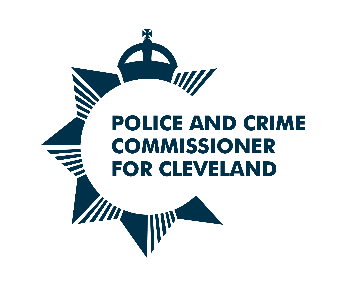 POLICE AND CRIME
COMMISSIONER
FOR CLEVELAND